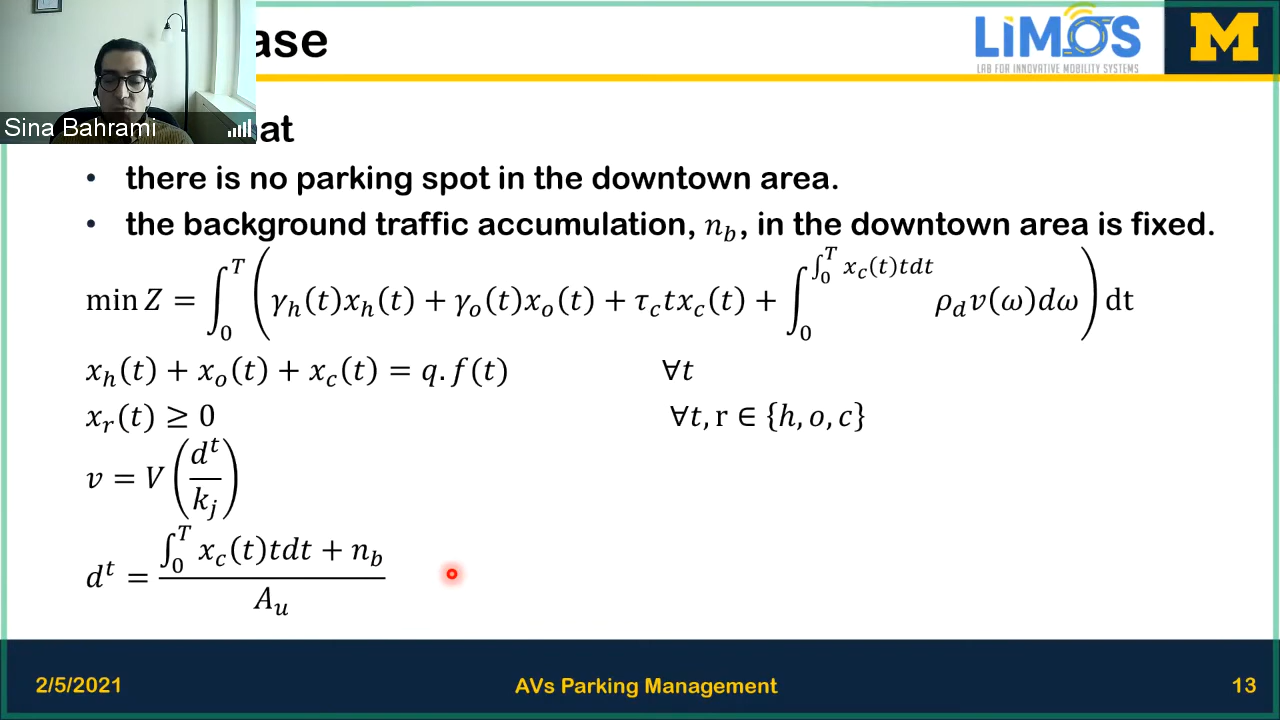 ase
LiMOS
LAB FOR INNOVATIVE MOBILITY SYSTEMS
M
Sina Bahrami
at
• there is no parking spot in the downtown area.
• the background traffic accumulation, n_b, in the downtown area is fixed.
min Z = ∫_0^T (γ_h(t)x_h(t) + γ_o(t)x_o(t) + τ_c t x_c(t) + ∫_0^{∫_0^T x_c(t)tdt} ρ_d v(ω)dω) dt
x_h(t) + x_o(t) + x_c(t) = q.f(t) ∀t
x_r(t) ≥ 0 ∀t, r ∈ {h, o, c}
v = V(d^t / k_j)
d^t = (∫_0^T x_c(t)tdt + n_b) / A_u
2/5/2021 AVs Parking Management 13